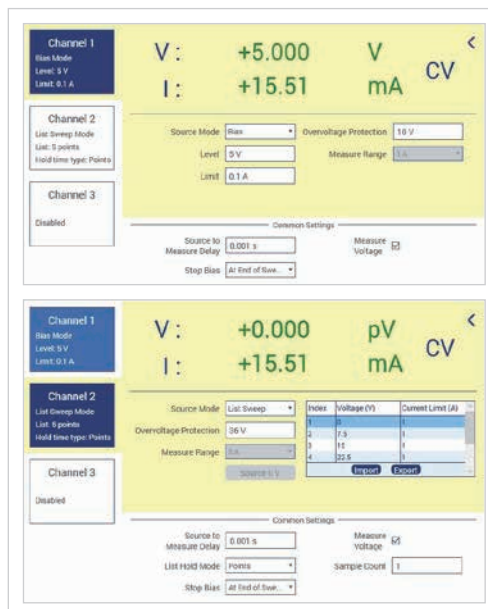 Channel 1
Bias Mode
Level: 5 V
Limit: 0.1 A
Channel 2
List Sweep Mode
List: 5 points
Hold time type: Points
Channel 3
Disabled
V: +5.000 V
I: +15.51 mA
CV
Source Mode Bias Overvoltage Protection 10 V
Level 5 V Measure Range
Limit 0.1 A
Common Settings
Source to Measure Delay 0.001 s Measure Voltage
Stop Bias At End of Swe...
Channel 1
Bias Mode
Level: 5 V
Limit: 0.1 A
Channel 2
List Sweep Mode
List: 6 points
Hold time type: Points
Channel 3
Disabled
V: +0.000 pV
I: +15.51 mA
CV
Source Mode List Sweep
Overvoltage Protection 36 V
Measure Range
Index Voltage (V) Current Limit (A)
1 0 1
2 7.5 1
3 15 1
4 22.5 1
Import Export
Common Settings
Source to Measure Delay 0.001 s Measure Voltage
List Hold Mode Points Sample Count 1
Stop Bias At End of Swe...